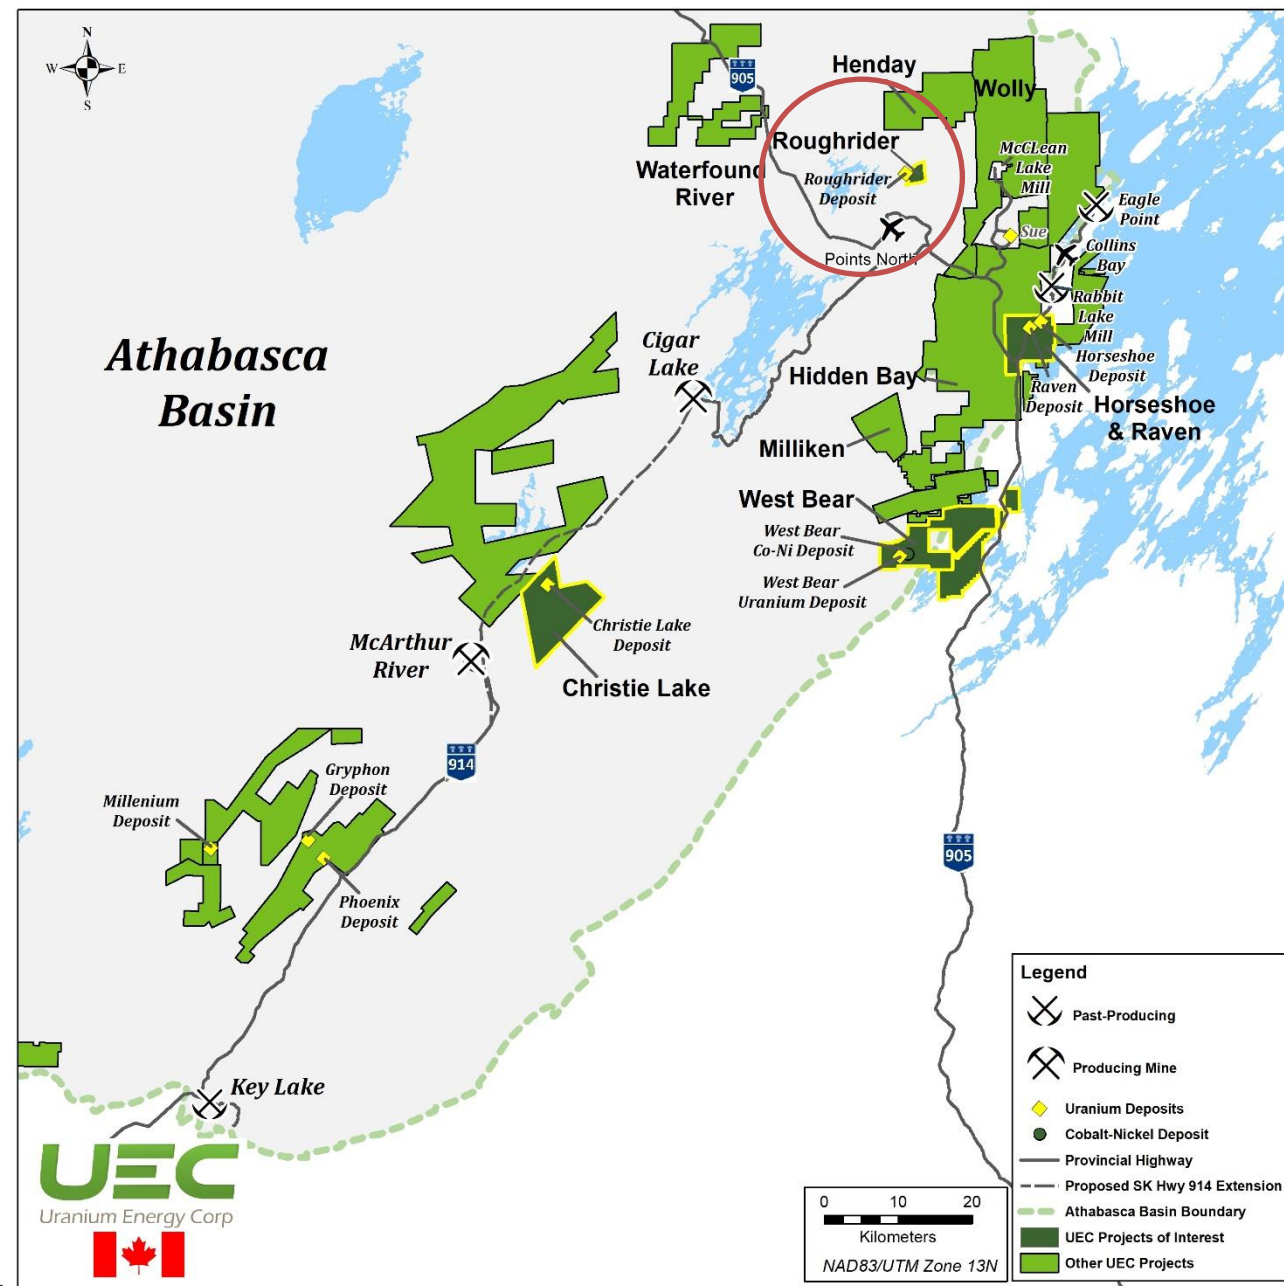 N
W
E
S
905
Henday
Wolly
Roughrider
McCLean
Lake
Mill
Waterfound
River
Roughrider
Deposit
Eagle
Point
Sue
Collins
Bay
Points North
Rabbit
Lake
Mill
Athabasca
Basin
Cigar
Lake
Horseshoe
Deposit
Hidden Bay
Raven
Deposit
Horseshoe
& Raven
Milliken
West Bear
West Bear
Co-Ni Deposit
West Bear
Uranium Deposit
Christie Lake
Deposit
McArthur
River
Christie Lake
914
Gryphon
Deposit
Millenium
Deposit
905
Phoenix
Deposit
Key Lake
Legend
Past-Producing
Producing Mine
Uranium Deposits
Cobalt-Nickel Deposit
Provincial Highway
Proposed SK Hwy 914 Extension
Athabasca Basin Boundary
UEC Projects of Interest
Other UEC Projects
UEC
Uranium Energy Corp
0 10 20
Kilometers
NAD83/UTM Zone 13N